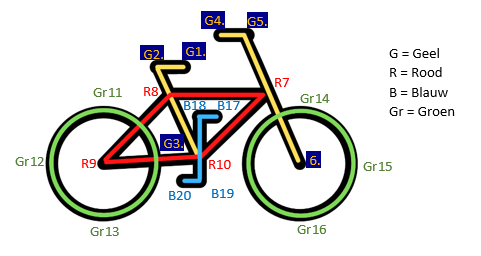 G4. G5.
G2. G1.
G = Geel
R = Rood
B = Blauw
Gr = Groen
Gr11 R8 R7
B18 B17 Gr14
G3.
Gr12 R9 R10 6. Gr15
B20 B19
Gr13 Gr16